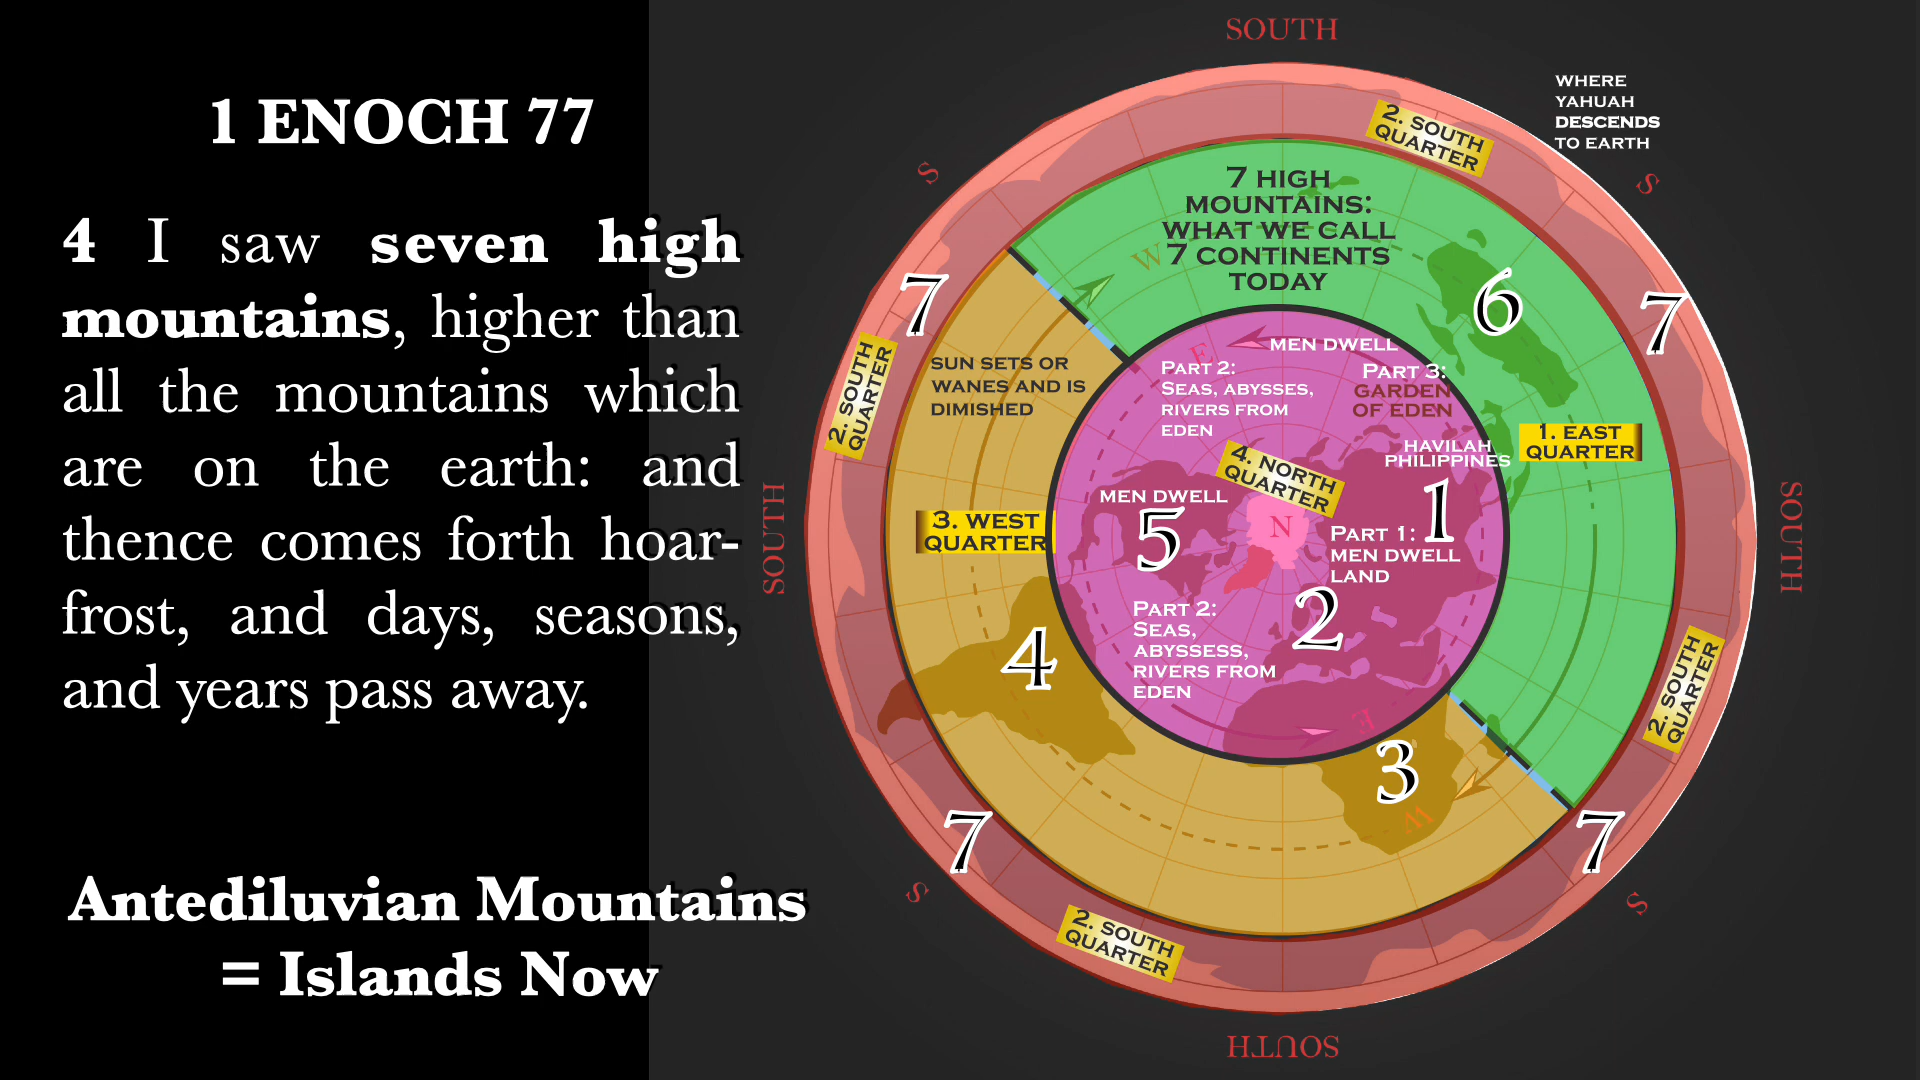 1 ENOCH 77
4 I saw seven high
mountains, higher than
all the mountains which
are on the earth: and
thence comes forth hoar-
frost, and days, seasons,
and years pass away.
Antediluvian Mountains
= Islands Now
SOUTH
WHERE
YAHUAH
DESCENDS
TO EARTH
2. SOUTH
QUARTER
S
S
7 HIGH
MOUNTAINS:
WHAT WE CALL
7 CONTINENTS
TODAY
W
7
6
7
2. SOUTH
QUARTER
SUN SETS OR
WANES AND IS
DIMISHED
E
MEN DWELL
PART 2:
SEAS, ABYSSES,
RIVERS FROM
EDEN
PART 3:
GARDEN
OF EDEN
HAVILAH
PHILIPPINES
1. EAST
QUARTER
4. NORTH
QUARTER
MEN DWELL
5
N
1
PART 1:
MEN DWELL
LAND
3. WEST
QUARTER
SOUTH
SOUTH
2
PART 2:
SEAS,
ABYSSESS,
RIVERS FROM
EDEN
4
2. SOUTH
QUARTER
E
3
W
7
7
S
S
2. SOUTH
QUARTER
SOUTH